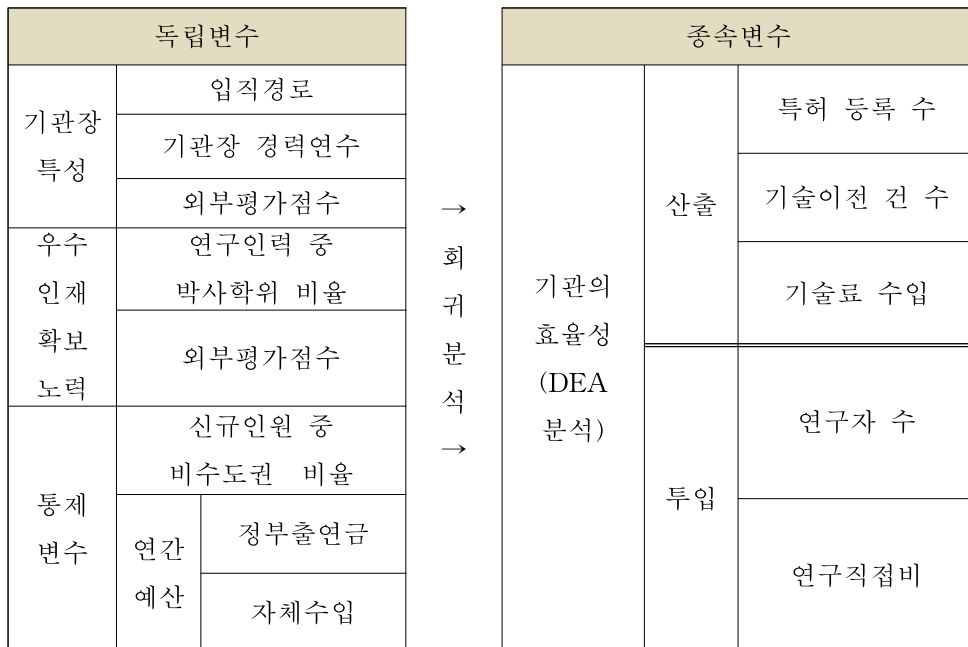 독립변수
기관장
특성
입직경로
기관장 경력연수
외부평가점수
우수
인재
확보
노력
연구인력 중
박사학위 비율
외부평가점수
통제
변수
신규인원 중
비수도권 비율
연간
예산
정부출연금
자체수입
→
회
귀
분
석
→
종속변수
기관의
효율성
(DEA
분석)
산출
특허 등록 수
기술이전 건 수
기술료 수입
투입
연구자 수
연구직접비